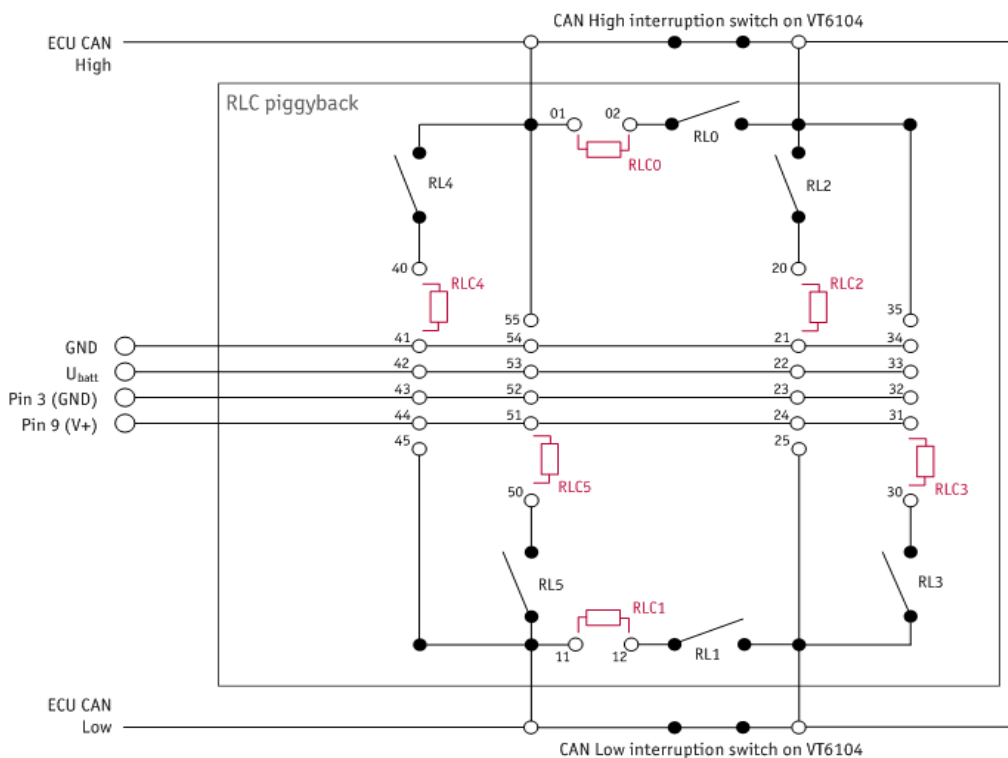 CAN High interruption switch on VT6104
ECU CAN
High
RLC piggyback
01
02
RLC0
RL0
RL4
RL2
40
20
RLC4
RLC2
55
35
GND
41
54
21
34
Ubatt
42
53
22
33
Pin 3 (GND)
43
52
23
32
Pin 9 (V+)
44
51
24
31
45
25
RLC5
RLC3
50
30
RL5
RL3
RLC1
11
12
RL1
ECU CAN
Low
CAN Low interruption switch on VT6104